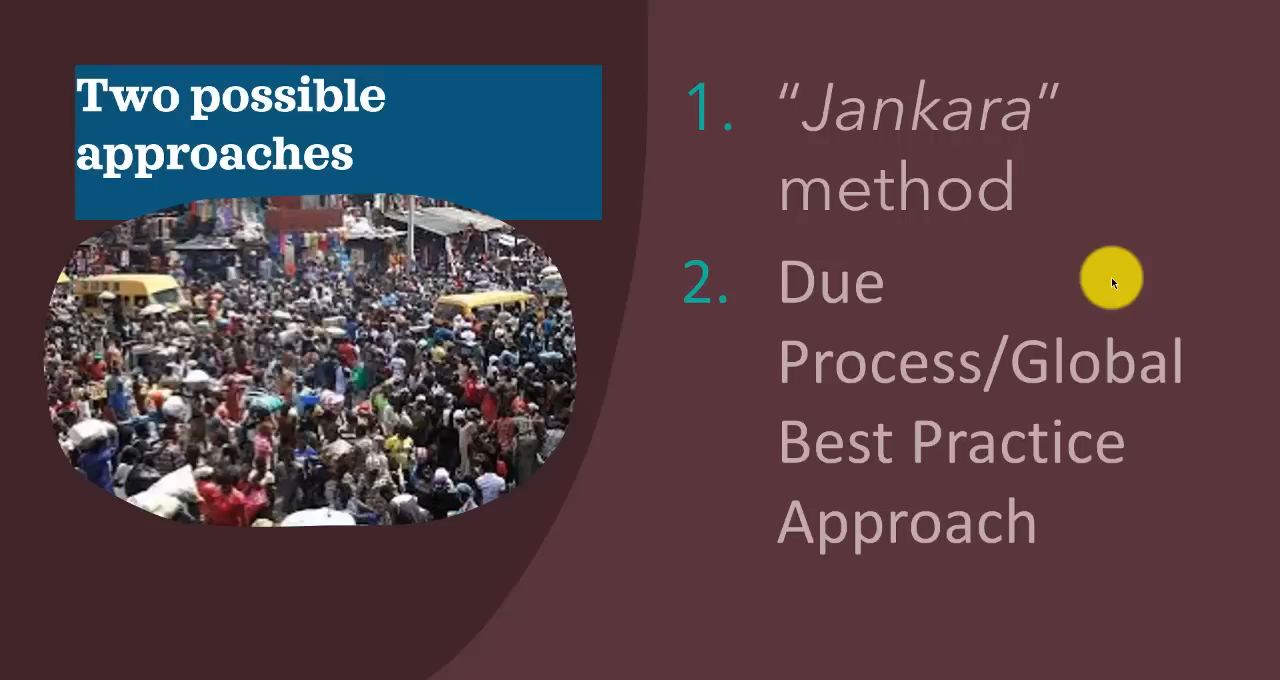 Two possible
approaches
1. “Jankara”
method
2. Due
Process/Global
Best Practice
Approach